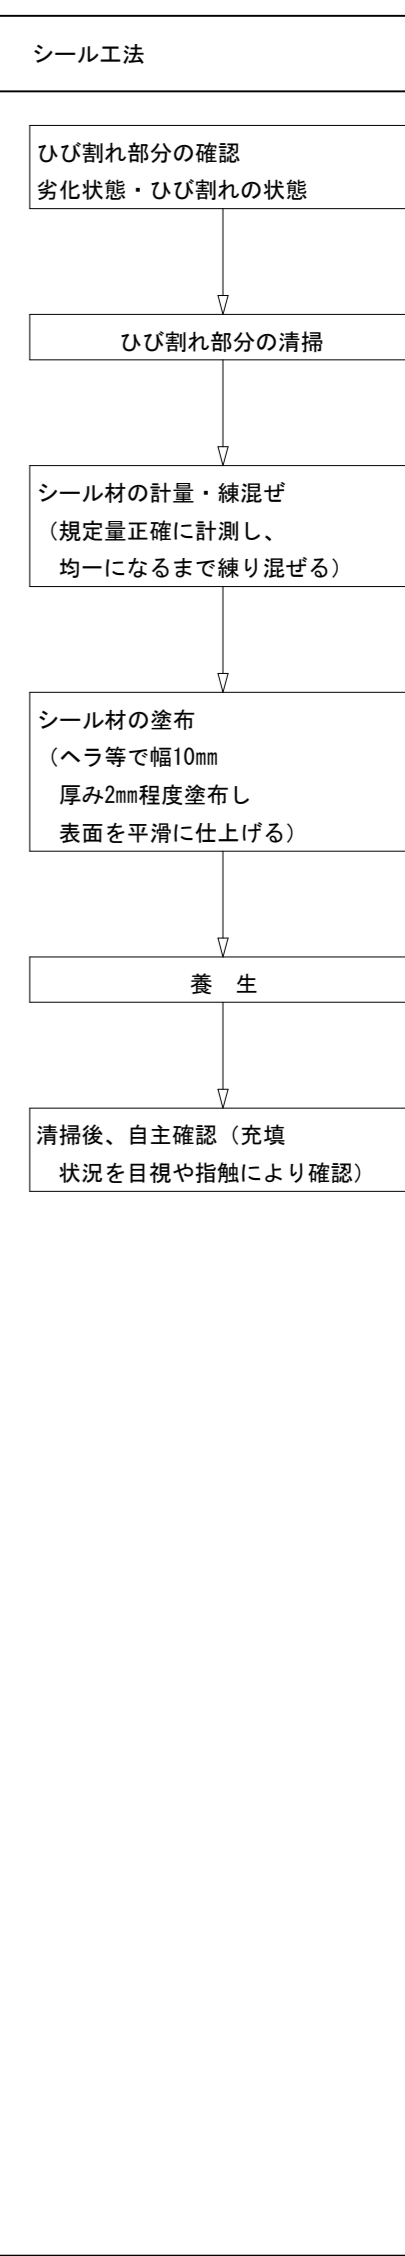 シール工法
ひび割れ部分の確認
劣化状態・ひび割れの状態
ひび割れ部分の清掃
シール材の計量・練混ぜ
（規定量正確に計測し、
均一になるまで練り混ぜる）
シール材の塗布
（ヘラ等で幅10㎜
厚み2㎜程度塗布し
表面を平滑に仕上げる）
養　生
清掃後、自主確認（充填
状況を目視や指触により確認）